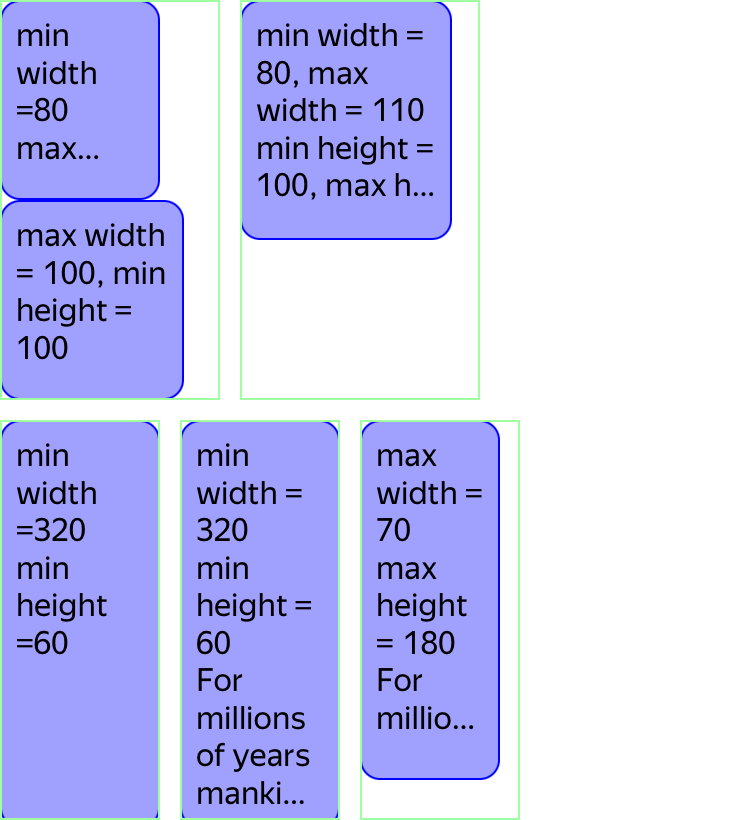 min
width
=80
max...
max width
= 100, min
height =
100
min width =
80, max
width = 110
min height =
100, max h...
min
width
=320
min
height
=60
min
width =
320
min
height =
60
For
millions
of years
manki...
max
width =
70
max
height
= 180
For
millio...